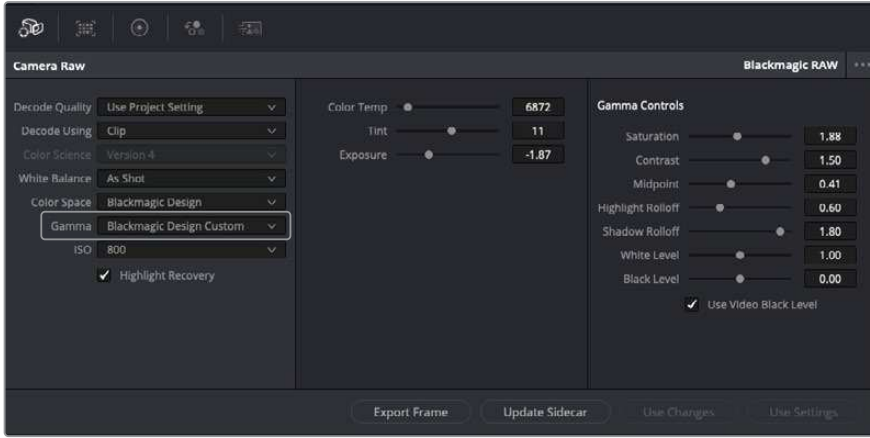 Camera Raw
Blackmagic RAW
Decode Quality Use Project Setting
Decode Using Clip
Color Science Version 4
White Balance As Shot
Color Space Blackmagic Design
Gamma Blackmagic Design Custom
ISO 800
Highlight Recovery
Color Temp 6872
Tint 11
Exposure -1.87
Gamma Controls
Saturation 1.88
Contrast 1.50
Midpoint 0.41
Highlight Rolloff 0.60
Shadow Rolloff 1.80
White Level 1.00
Black Level 0.00
Use Video Black Level
Export Frame
Update Sidecar
Use Changes
Use Settings